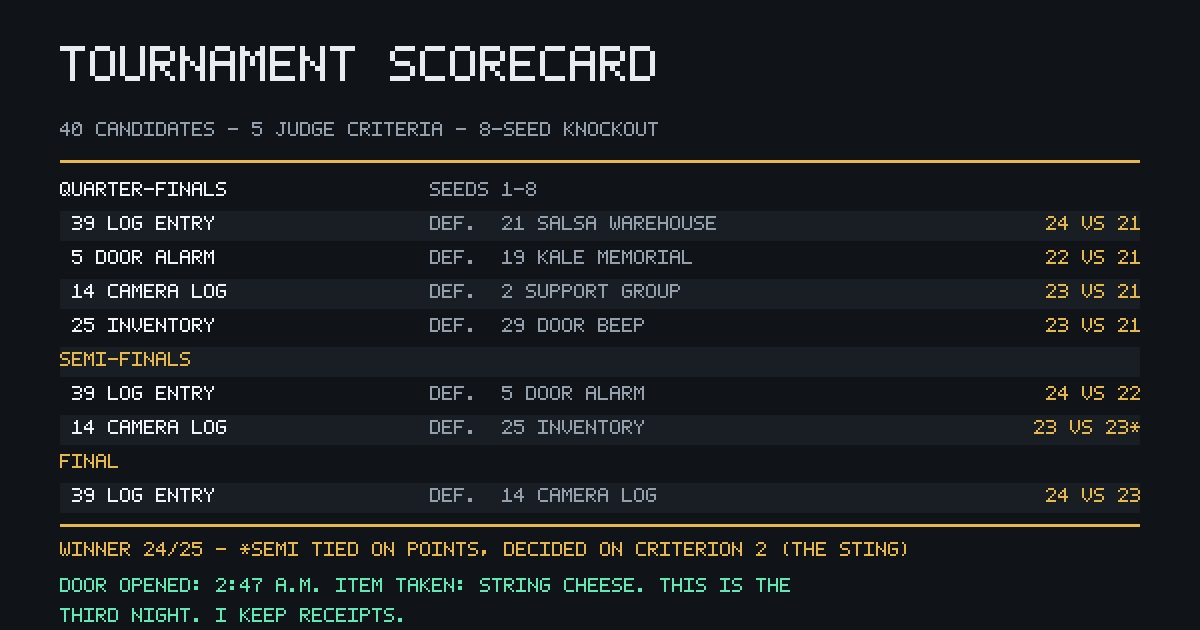 TOURNAMENT SCORECARD
40 CANDIDATES - 5 JUDGE CRITERIA - 8-SEED KNOCKOUT
QUARTER-FINALS SEEDS 1-8
39 LOG ENTRY DEF. 21 SALSA WAREHOUSE 24 VS 21
5 DOOR ALARM DEF. 19 KALE MEMORIAL 22 VS 21
14 CAMERA LOG DEF. 2 SUPPORT GROUP 23 VS 21
25 INVENTORY DEF. 29 DOOR BEEP 23 VS 21
SEMI-FINALS
39 LOG ENTRY DEF. 5 DOOR ALARM 24 VS 22
14 CAMERA LOG DEF. 25 INVENTORY 23 VS 23*
FINAL
39 LOG ENTRY DEF. 14 CAMERA LOG 24 VS 23
WINNER 24/25 - *SEMI TIED ON POINTS, DECIDED ON CRITERION 2 (THE STING)
DOOR OPENED: 2:47 A.M. ITEM TAKEN: STRING CHEESE. THIS IS THE
THIRD NIGHT. I KEEP RECEIPTS.